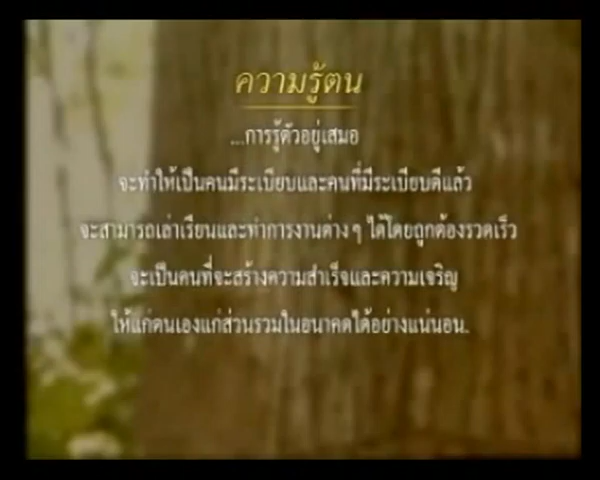 ความรู้ตน
...การรู้ตัวอยู่เสมอ
จะทำให้เป็นคนมีระเบียบและคนที่มีระเบียบดีแล้ว
จะสามารถเล่าเรียนและทำการงานต่างๆ ได้โดยถูกต้องรวดเร็ว
จะเป็นคนที่จะสร้างความสำเร็จและความเจริญ
ให้แก่ตนเองแก่ส่วนรวมในอนาคตได้อย่างแน่นอน.